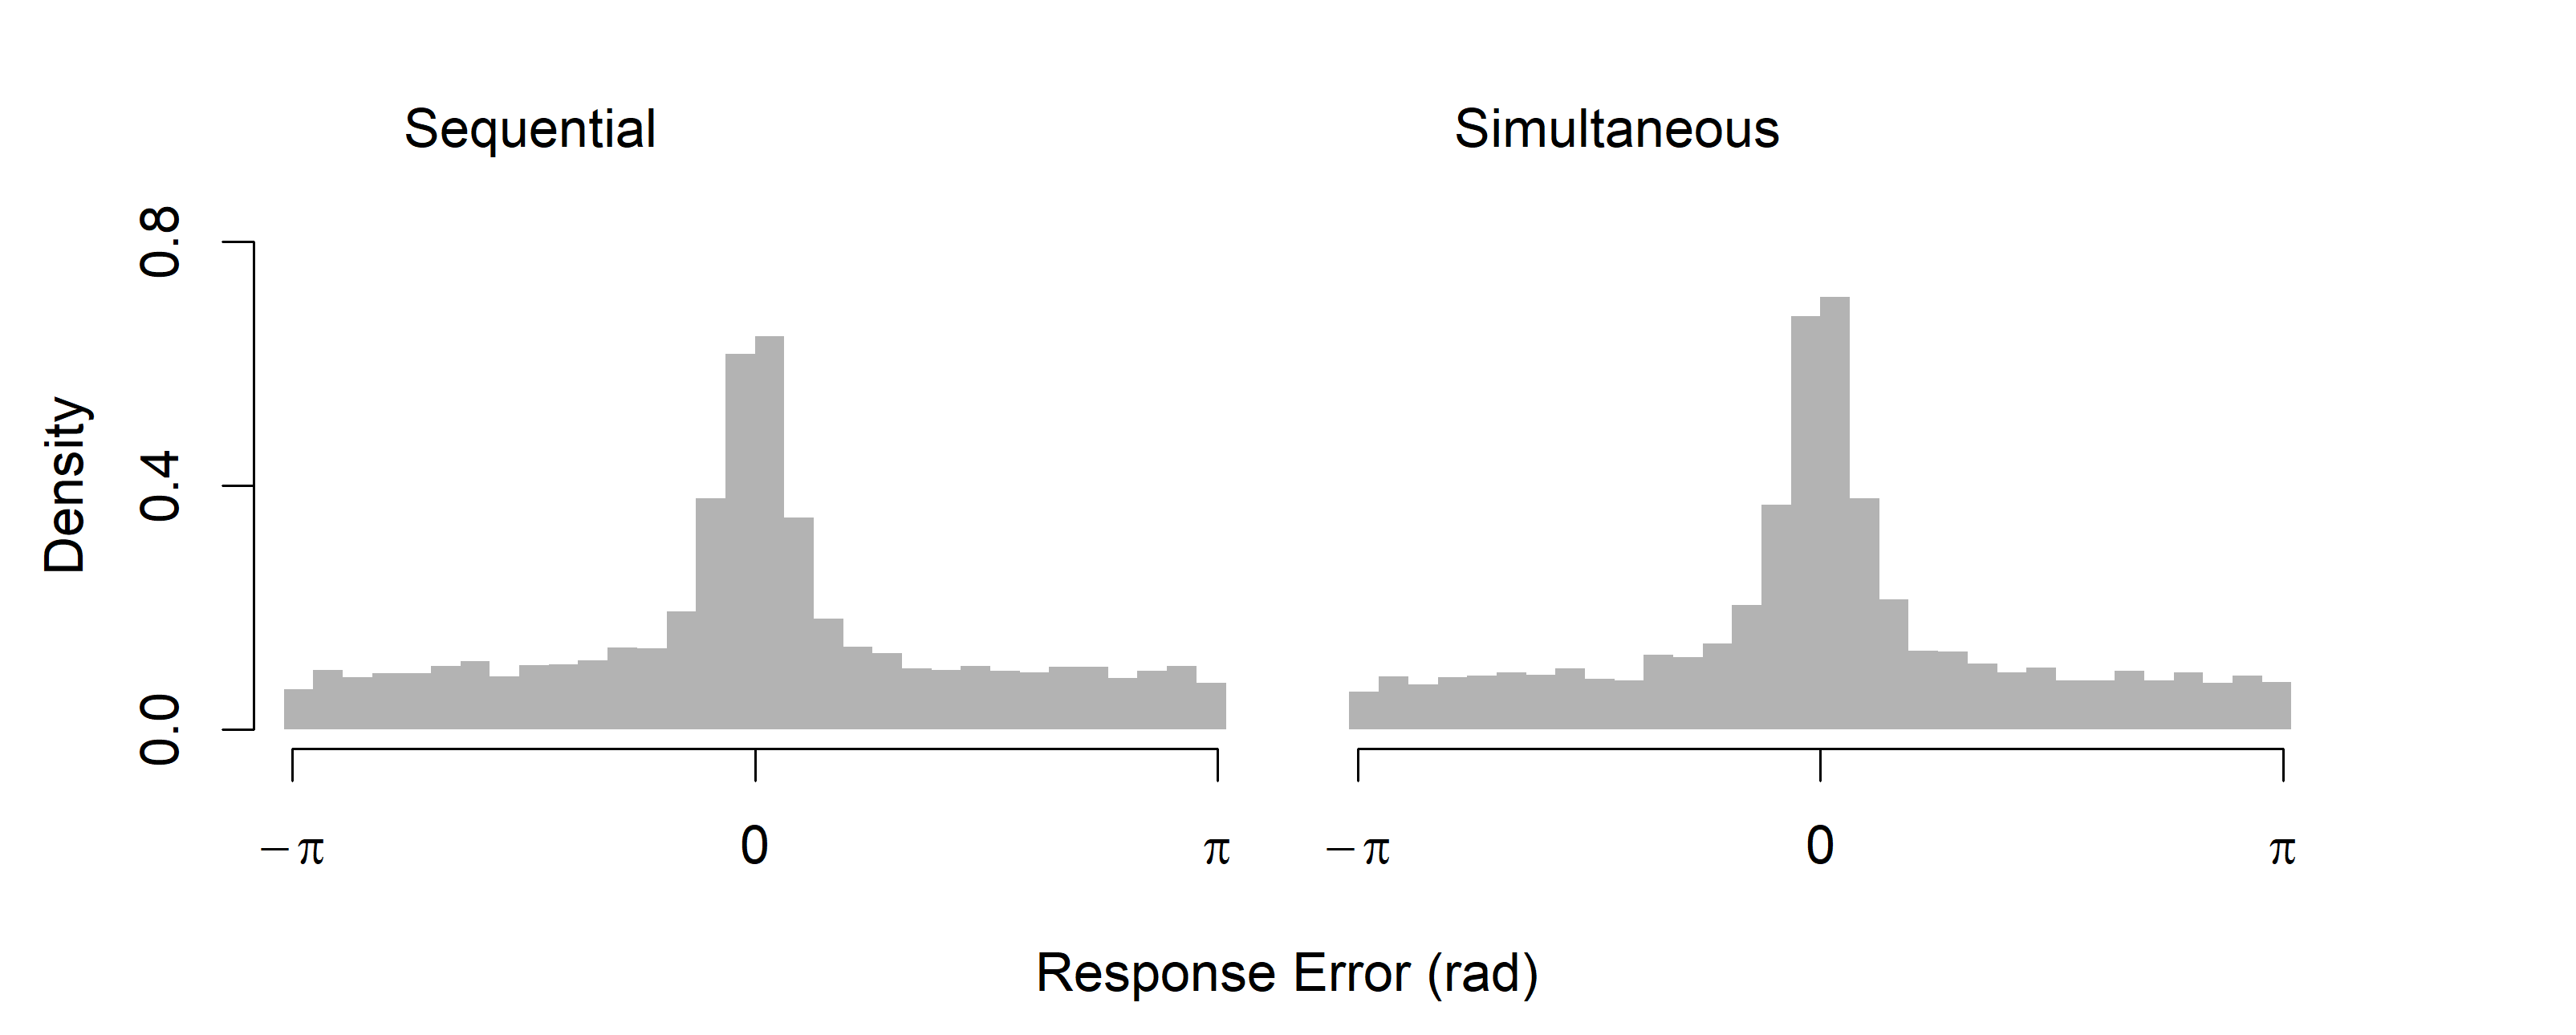 Sequential
Simultaneous
0.8
0.4
0.0
Density
−π
0
π
−π
0
π
Response Error (rad)